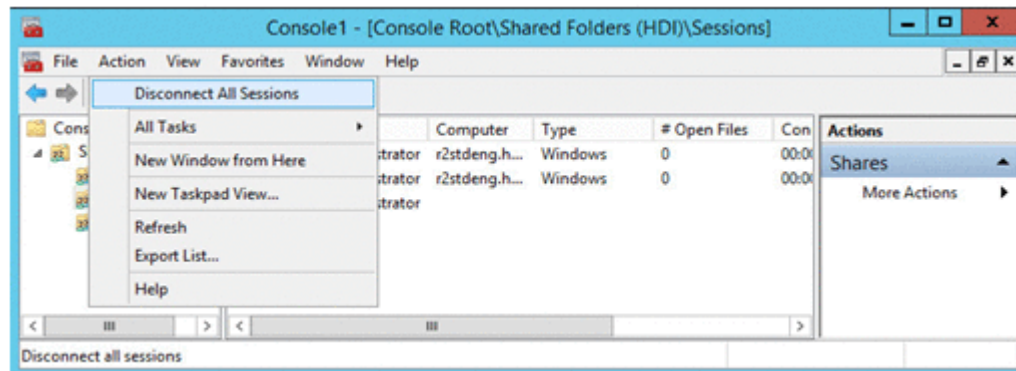 Console1 - [Console Root\Shared Folders (HDI)\Sessions]
File Action View Favorites Window Help
Disconnect All Sessions
Cons All Tasks Computer Type # Open Files Con Actions
S New Window from Here strator r2stdeng.h... Windows 0 00:00 Shares
New Taskpad View... strator r2stdeng.h... Windows 0 00:00 More Actions
strator
Refresh
Export List...
Help
Disconnect all sessions